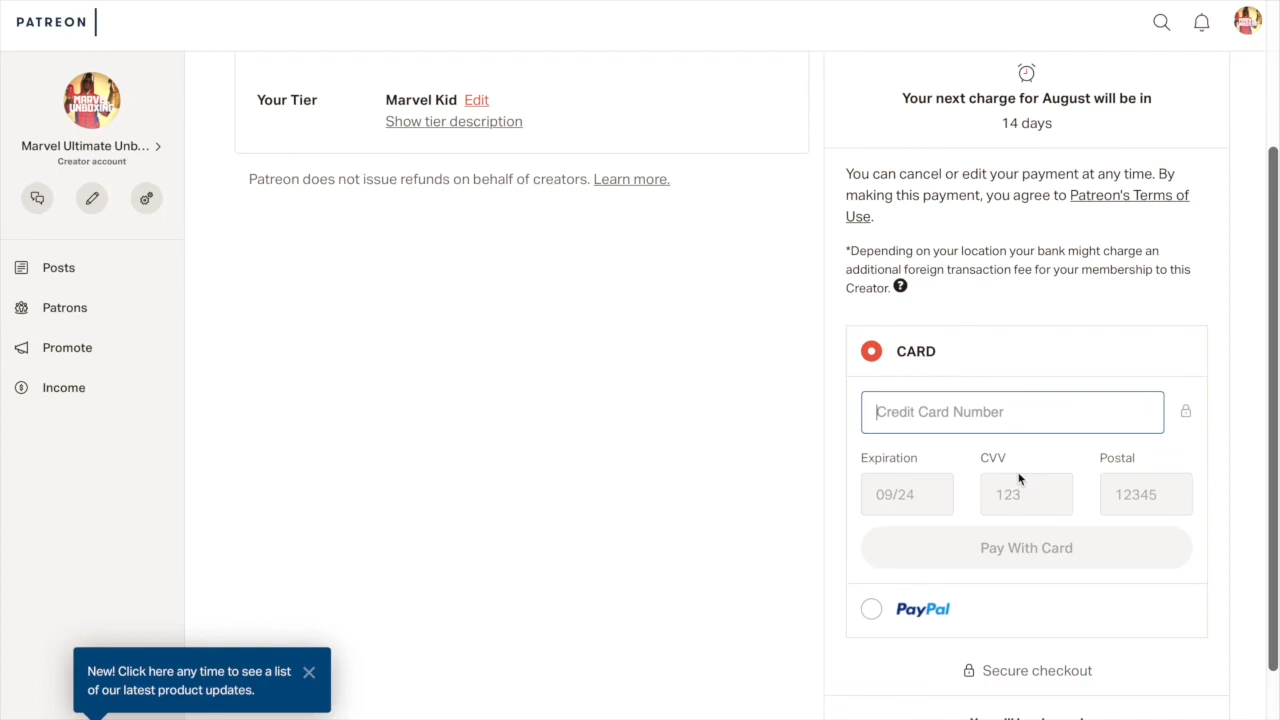 PATREON
MARVEL
UNBOXING
Marvel Ultimate Unb...
Creator account
Posts
Patrons
Promote
Income
New! Click here any time to see a list
of our latest product updates.
Your Tier
Marvel Kid Edit
Show tier description
Patreon does not issue refunds on behalf of creators. Learn more.
Your next charge for August will be in
14 days
You can cancel or edit your payment at any time. By
making this payment, you agree to Patreon's Terms of
Use.
*Depending on your location your bank might charge an
additional foreign transaction fee for your membership to this
Creator.
CARD
Credit Card Number
Expiration CVV Postal
09/24 123 12345
Pay With Card
PayPal
Secure checkout